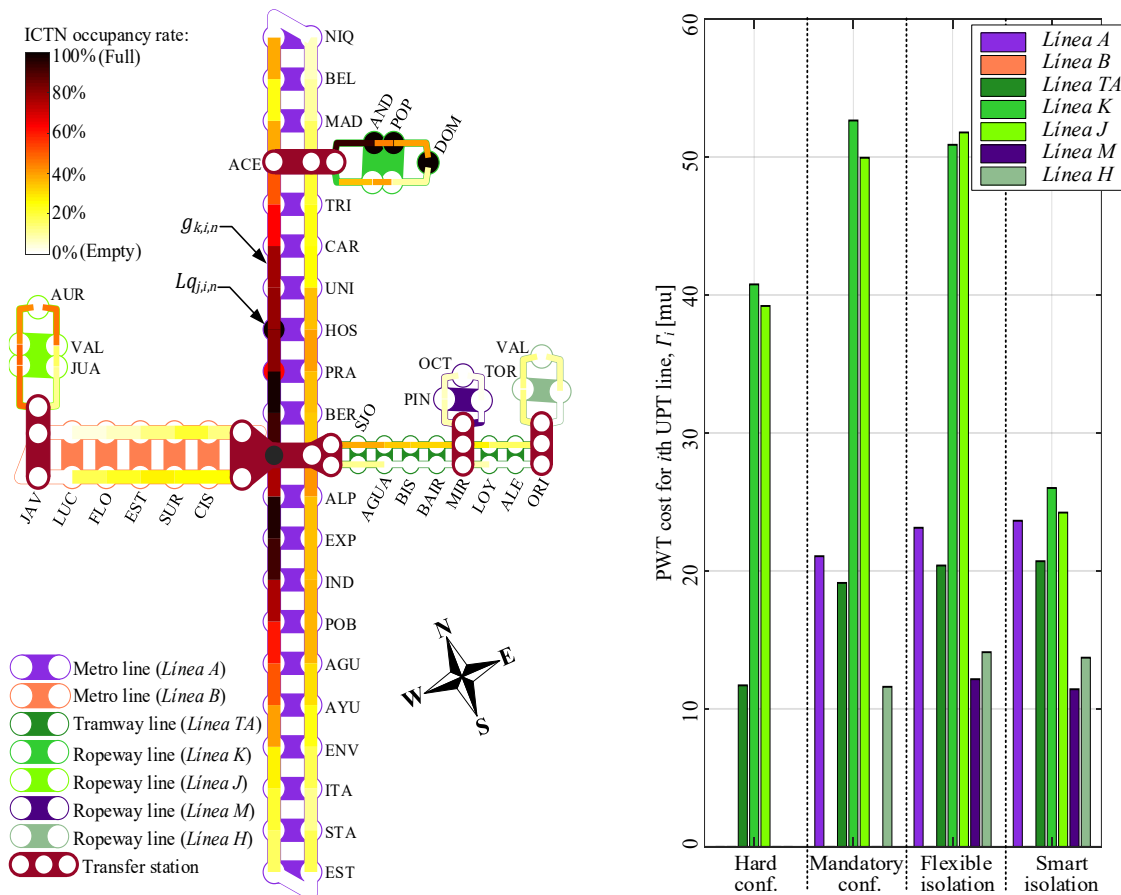 ICTN occupancy rate:
100% (Full)
80%
60%
40%
20%
0% (Empty)
NIQ
BEL
MAD
ACE
AND
POP
DOM
TRI
CAR
UNI
HOS
PRA
BER
g_{k,i,n}
Lq_{j,i,n}
AUR
VAL
JUA
JAV
LUC
FLO
EST
SUR
CIS
SJO
AGUA
BIS
BAIR
MIR
LOY
ALE
ORI
OCT
PIN
VAL
TOR
ALP
EXP
IND
POB
AGU
AYU
ENV
ITA
STA
EST
N
E
W
S
Metro line (Línea A)
Metro line (Línea B)
Tramway line (Línea TA)
Ropeway line (Línea K)
Ropeway line (Línea J)
Ropeway line (Línea M)
Ropeway line (Línea H)
Transfer station
PWT cost for ith UPT line, Γ_i [mu]
60
50
40
30
20
10
0
Línea A
Línea B
Línea TA
Línea K
Línea J
Línea M
Línea H
Hard
conf.
Mandatory
conf.
Flexible
isolation
Smart
isolation